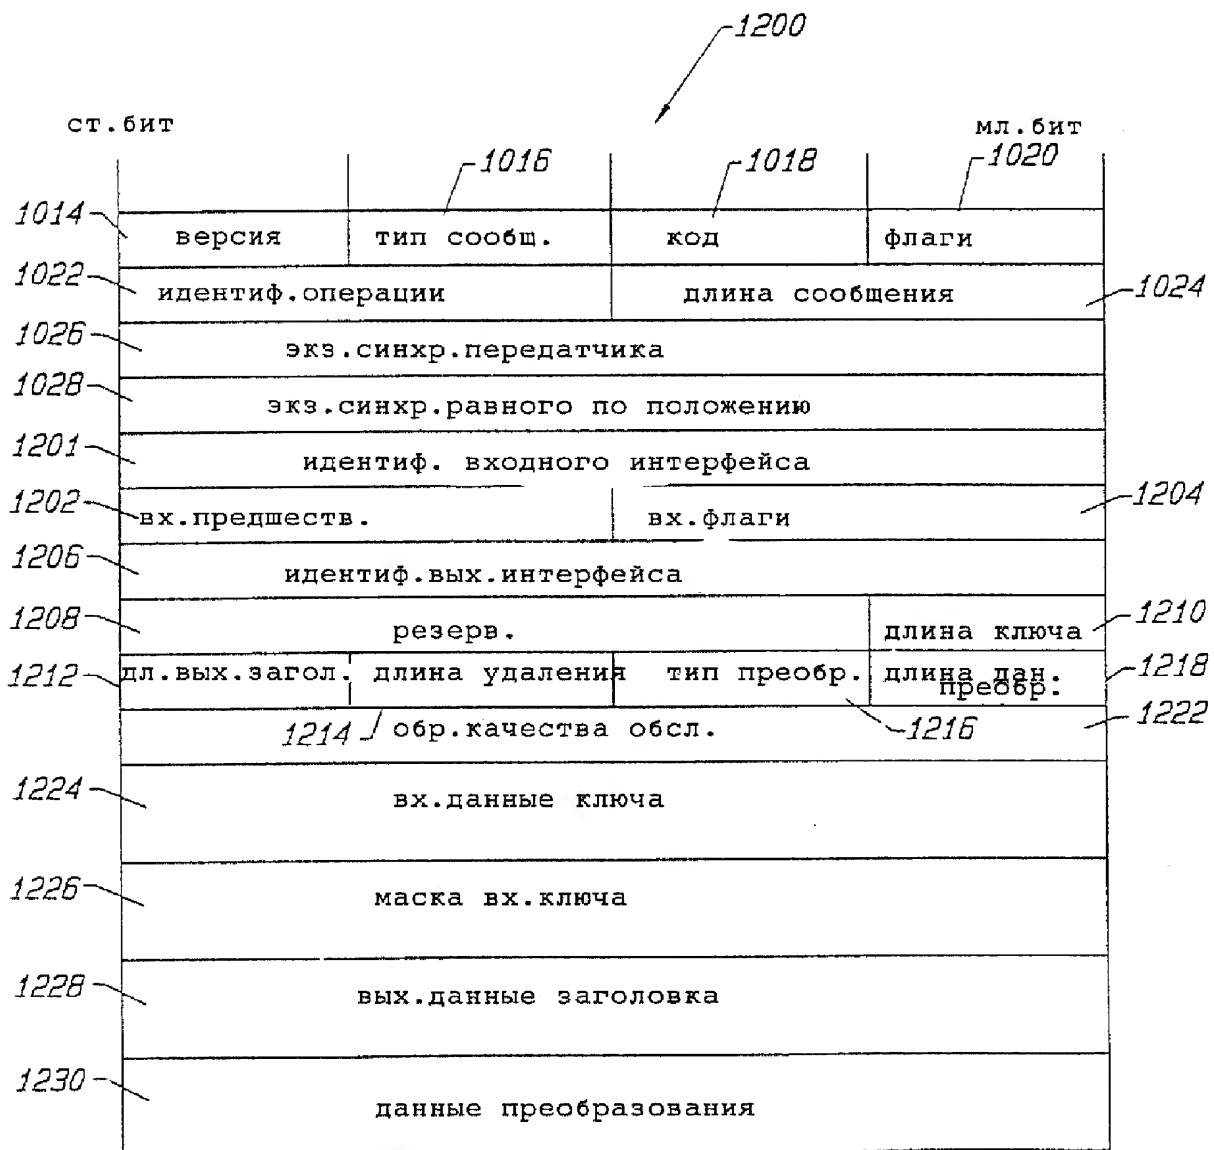 1200
ст.бит мл.бит
1016 1018 1020
1014 версия тип сообщ. код флаги
1022 идентиф.операции длина сообщения 1024
1026 экз.синхр.передатчика
1028 экз.синхр.равного по положению
1201 идентиф. входного интерфейса
1202 вх.предшеств. вх.флаги 1204
1206 идентиф.вых.интерфейса
1208 резерв. длина ключа 1210
1212 дл.вых.загол. длина удаления тип преобр. длина дан. 1218
преобр.
1214 обр.качества обсл. 1216 1222
1224 вх.данные ключа
1226 маска вх.ключа
1228 вых.данные заголовка
1230 данные преобразования